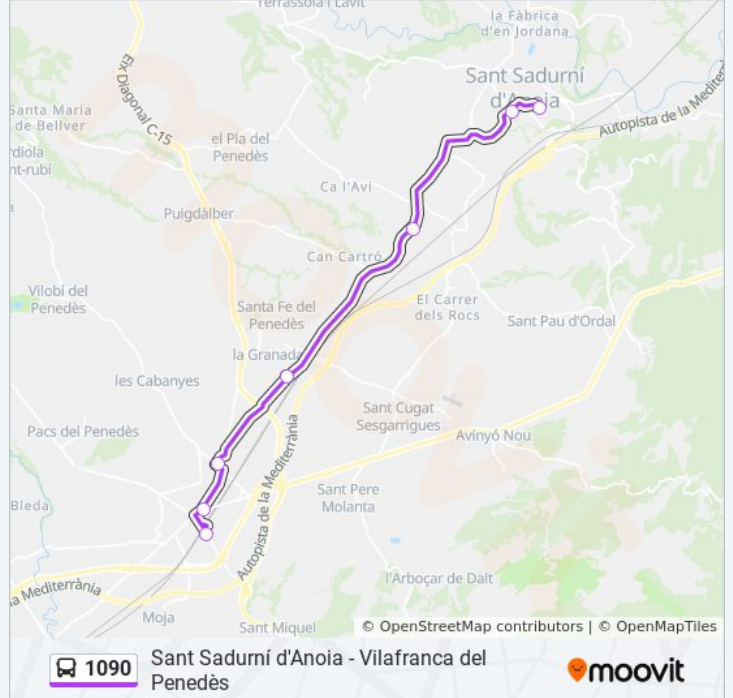 Terrassola i Lavit
la Fàbrica
d'en Jordana
Sant Sadurní
d'Anoia
Eix Diagonal C-15
Autopista de la Mediter
Santa Maria
de Bellver
el Pla del
Penedès
rdiola
nt-rubí
Ca l'Avi
Puigdàlber
Can Cartró
Vilobí del
Penedès
Santa Fe del
Penedès
El Carrer
dels Rocs
Sant Pau d'Ordal
la Granada
les Cabanyes
Sant Cugat
Sesgarrigues
Pacs del Penedès
Avinyó Nou
Autopista de la Mediterrània
Sant Pere
Molanta
Bleda
l'Arboçar de Dalt
la Mediterrània
Moja
Sant Miquel
© OpenStreetMap contributors | © OpenMapTiles
1090
Sant Sadurní d'Anoia - Vilafranca del
Penedès
moovit